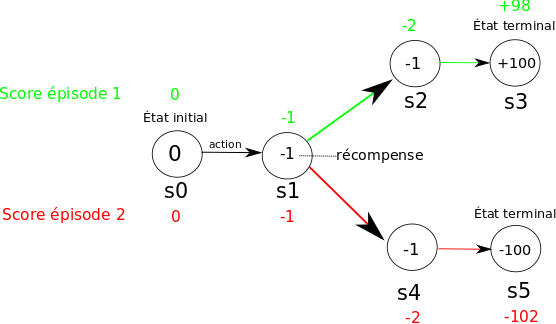 +98
État terminal
-2
-1
+100
s2
s3
Score épisode 1
0
-1
État initial
action
0
-1
récompense
s0
s1
Score épisode 2
0
-1
État terminal
-1
-100
s4
s5
-2
-102